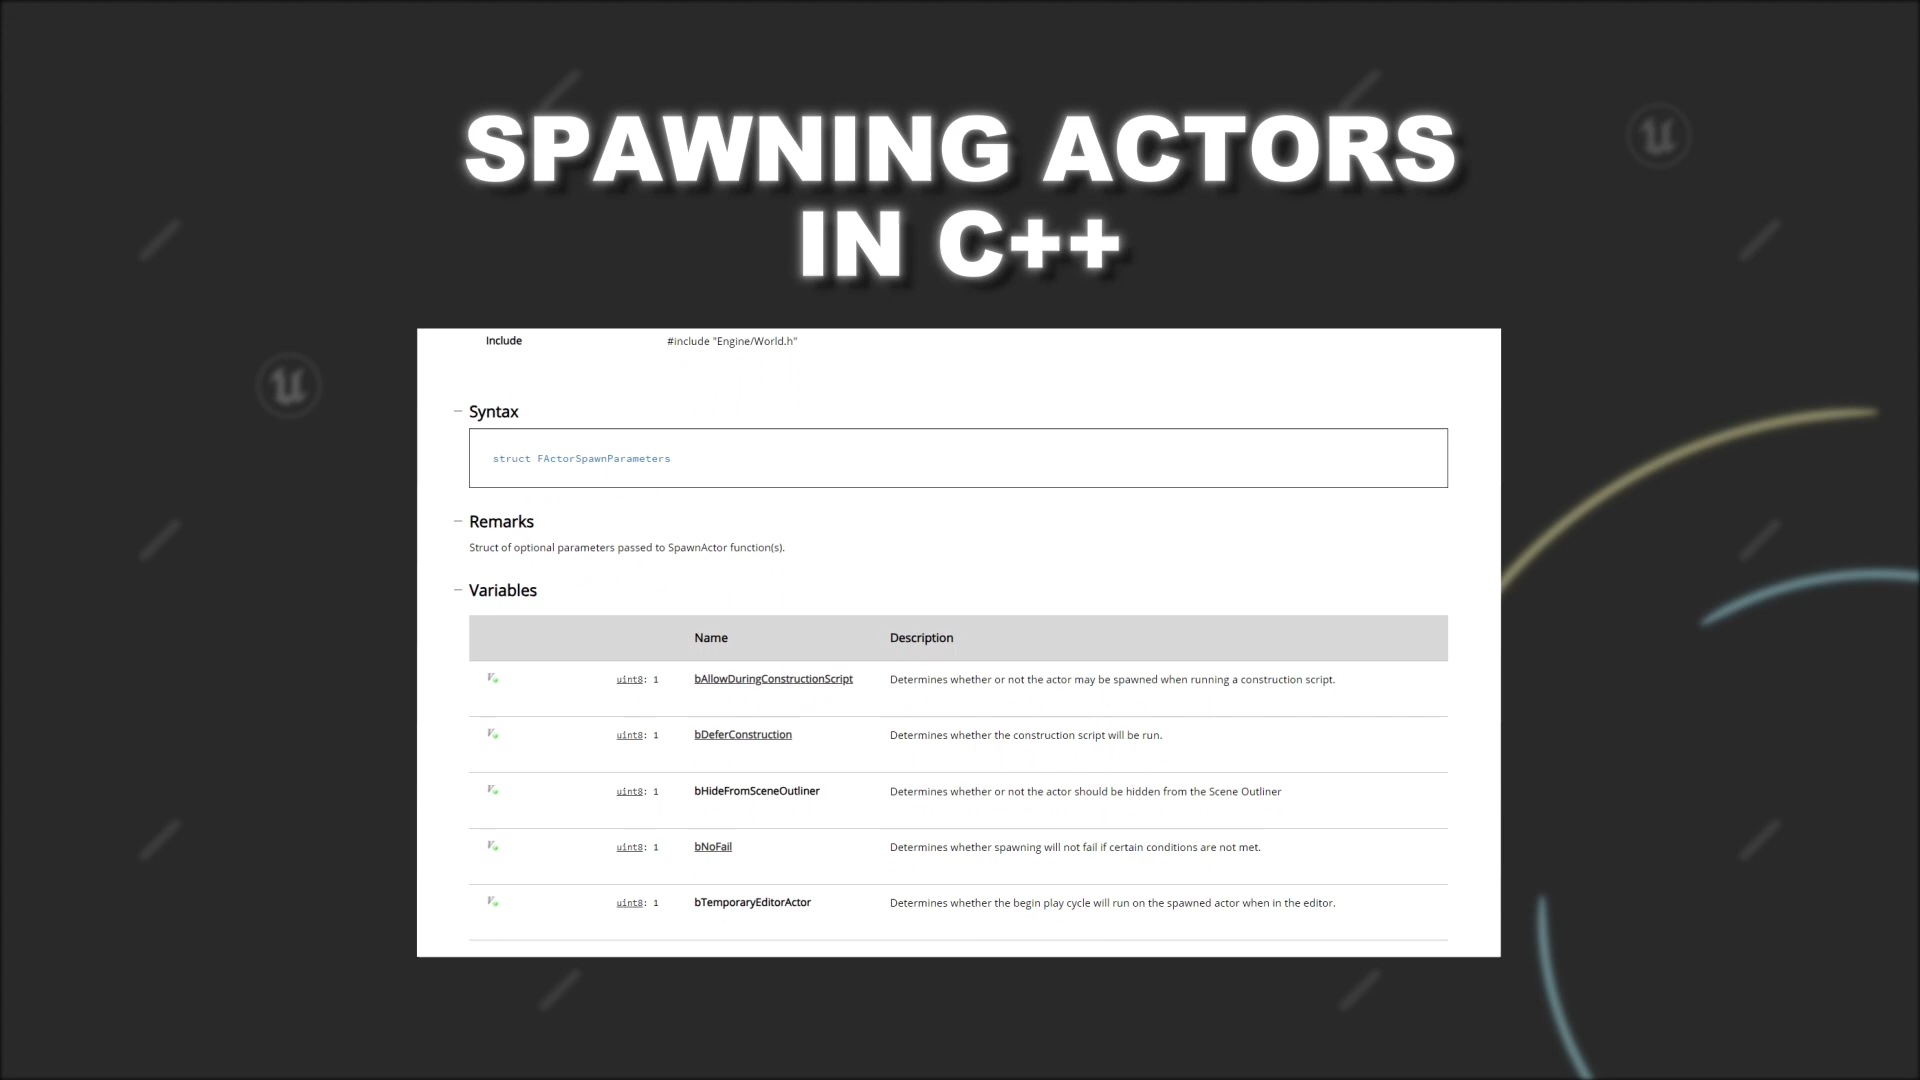 SPAWNING ACTORS
IN C++
Include #include "Engine/World.h"
Syntax
struct FActorSpawnParameters
Remarks
Struct of optional parameters passed to SpawnActor function(s).
Variables
Name Description
uint8: 1 bAllowDuringConstructionScript Determines whether or not the actor may be spawned when running a construction script.
uint8: 1 bDeferConstruction Determines whether the construction script will be run.
uint8: 1 bHideFromSceneOutliner Determines whether or not the actor should be hidden from the Scene Outliner
uint8: 1 bNoFail Determines whether spawning will not fail if certain conditions are not met.
uint8: 1 bTemporaryEditorActor Determines whether the begin play cycle will run on the spawned actor when in the editor.